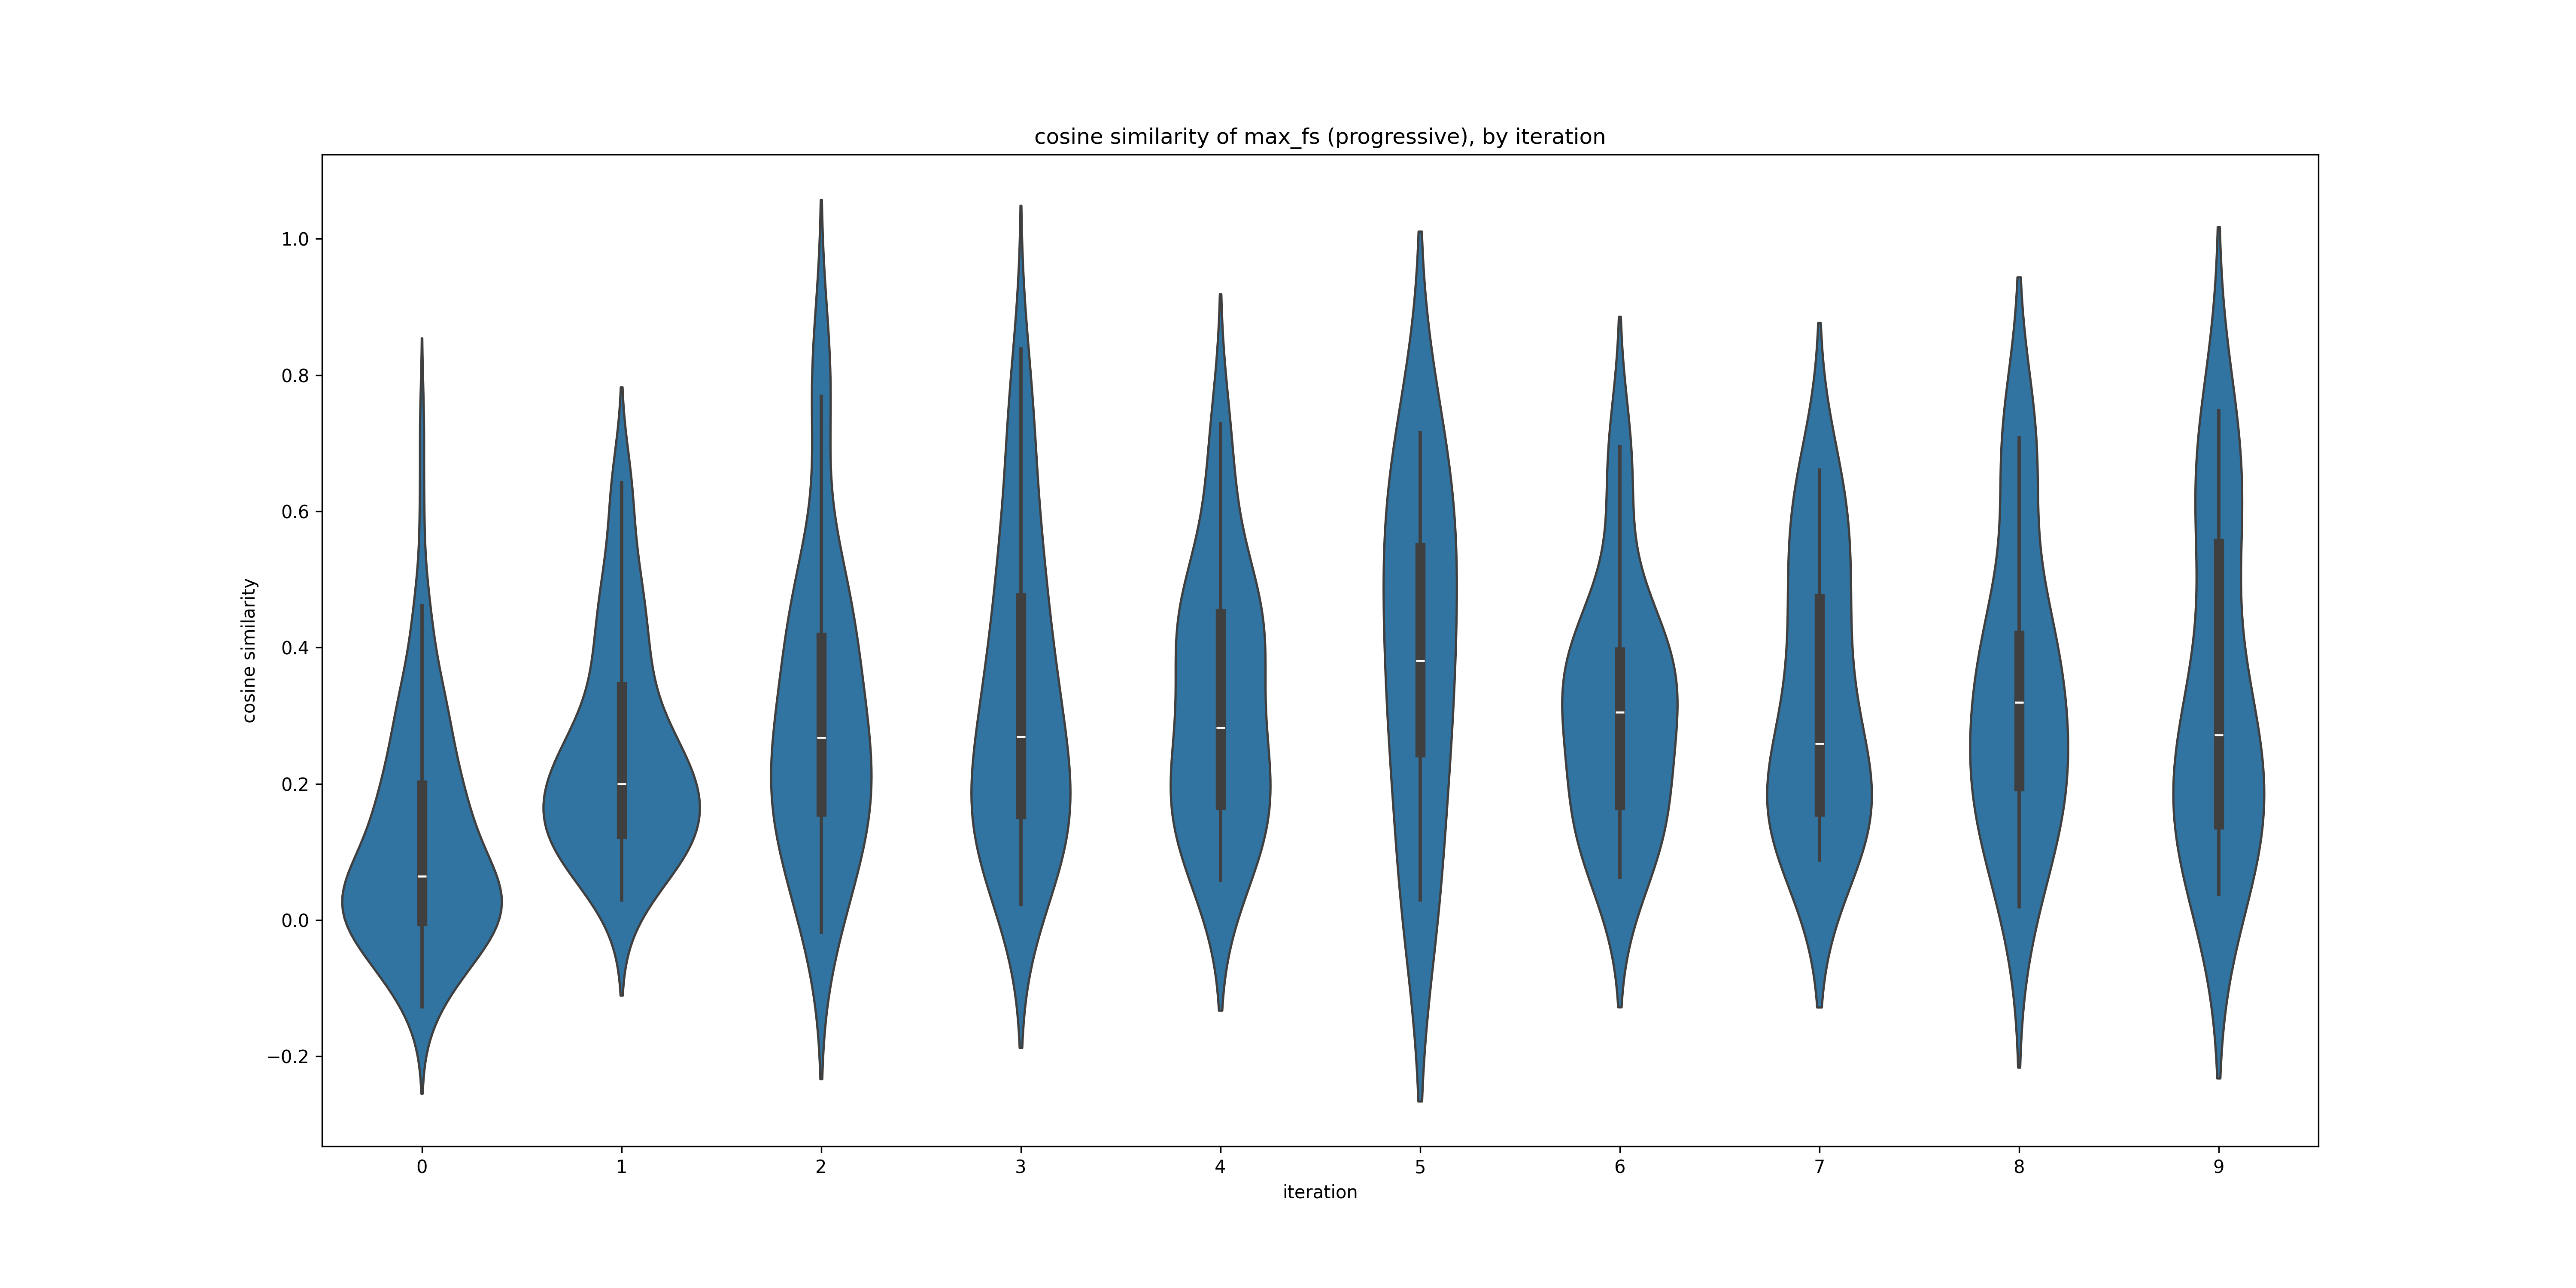 cosine similarity of max_fs (progressive), by iteration
1.0
0.8
0.6
0.4
0.2
0.0
−0.2
cosine similarity
0 1 2 3 4 5 6 7 8 9
iteration